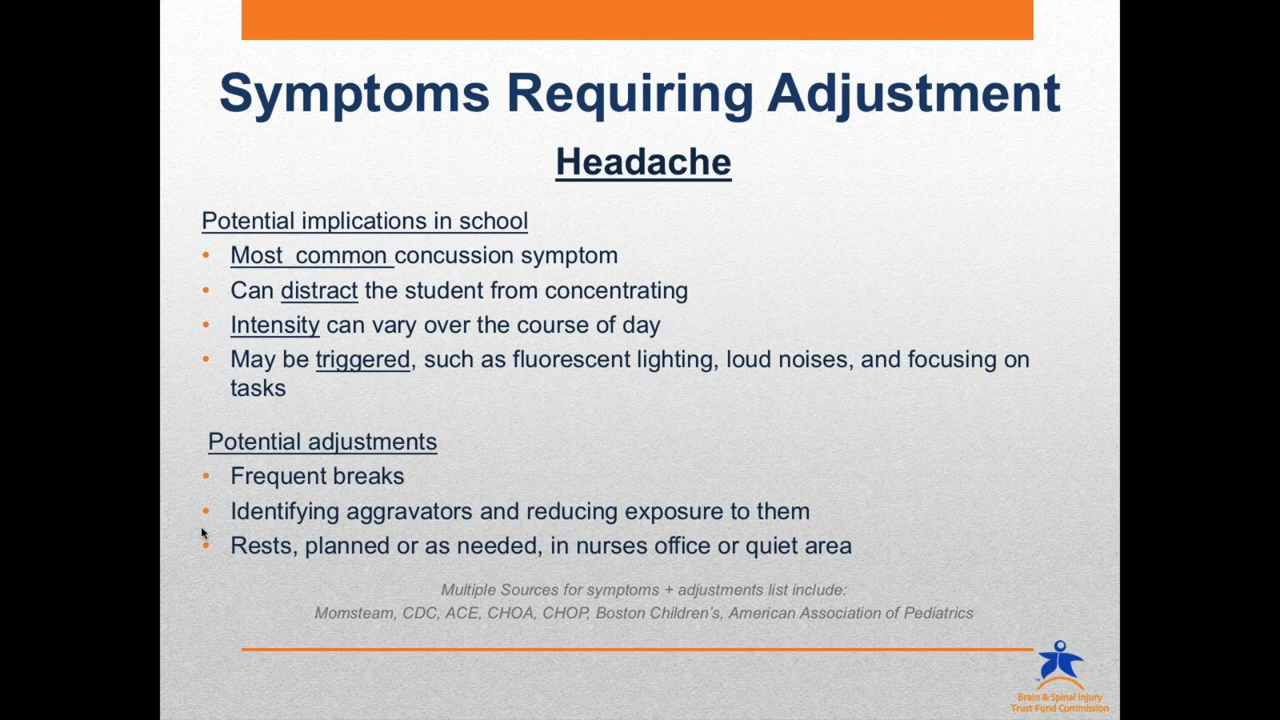 Symptoms Requiring Adjustment
Headache
Potential implications in school
• Most  common concussion symptom
• Can distract the student from concentrating
• Intensity can vary over the course of day
• May be triggered, such as fluorescent lighting, loud noises, and focusing on
tasks
Potential adjustments
• Frequent breaks
• Identifying aggravators and reducing exposure to them
• Rests, planned or as needed, in nurses office or quiet area
Multiple Sources for symptoms + adjustments list include:
Momsteam, CDC, ACE, CHOA, CHOP, Boston Children's, American Association of Pediatrics
Brain & Spinal Injury
Trust Fund Commission